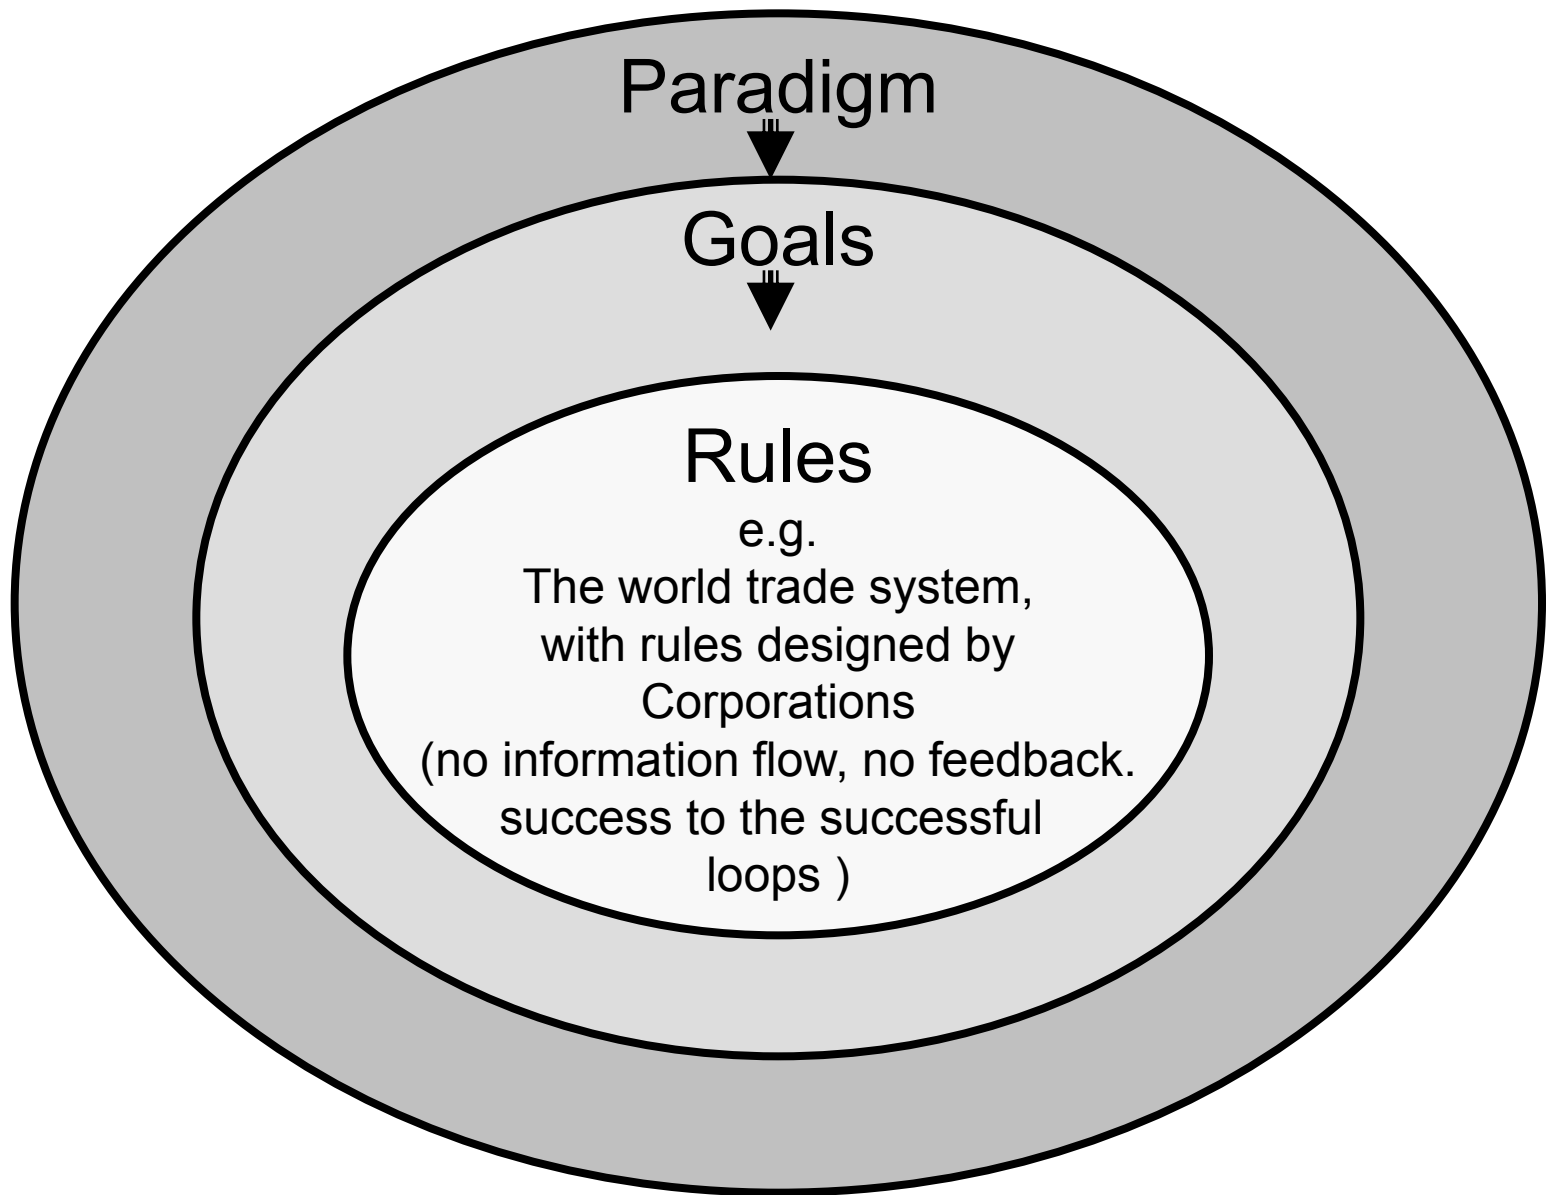 Paradigm
Goals
Rules
e.g.
The world trade system,
with rules designed by
Corporations
(no information flow, no feedback.
success to the successful
loops )